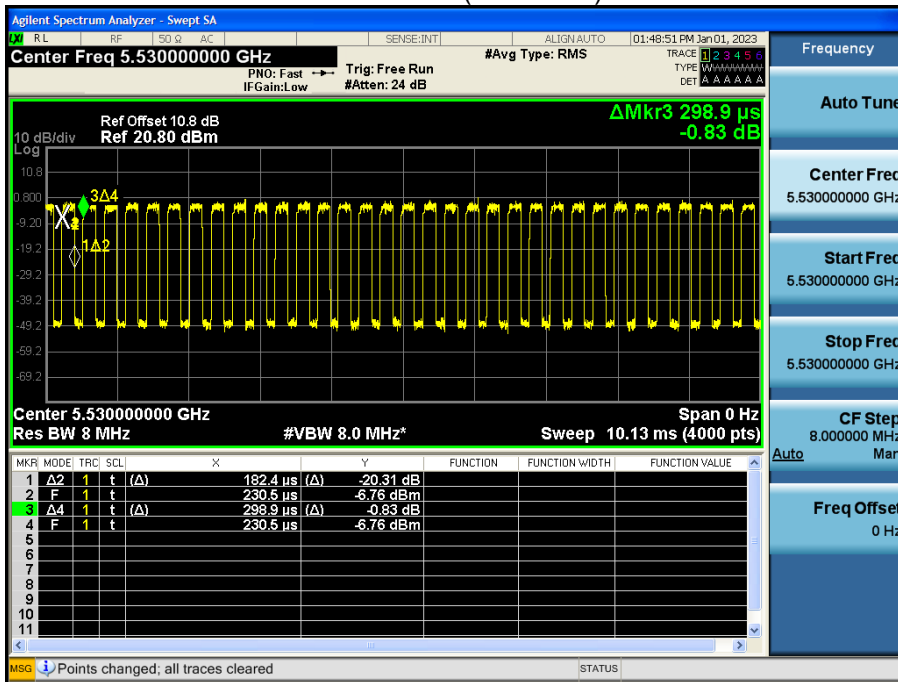 Agilent Spectrum Analyzer - Swept SA
LXI RL RF 50 Ω AC SENSE:INT ALIGN AUTO 01:48:51 PM Jan 01, 2023
Center Freq 5.530000000 GHz
PNO: Fast
IFGain:Low
Trig: Free Run
#Atten: 24 dB
#Avg Type: RMS
TRACE 1 2 3 4 5 6
TYPE WWWWWW
DET A A A A A A
Ref Offset 10.8 dB
10 dB/div Ref 20.80 dBm
Log
ΔMkr3 298.9 µs
-0.83 dB
10.8
0.800
-9.20
-19.2
-29.2
-39.2
-49.2
-59.2
-69.2
3Δ4
1Δ2
Center 5.530000000 GHz Span 0 Hz
Res BW 8 MHz #VBW 8.0 MHz* Sweep 10.13 ms (4000 pts)
MKR MODE TRC SCL X Y FUNCTION FUNCTION WIDTH FUNCTION VALUE
1 Δ2 1 t (Δ) 182.4 µs (Δ) -20.31 dB
2 F 1 t 230.5 µs -6.76 dBm
3 Δ4 1 t (Δ) 298.9 µs (Δ) -0.83 dB
4 F 1 t 230.5 µs -6.76 dBm
5
6
7
8
9
10
11
MSG Points changed; all traces cleared STATUS
Frequency
Auto Tune
Center Freq
5.530000000 GHz
Start Freq
5.530000000 GHz
Stop Freq
5.530000000 GHz
CF Step
8.000000 MHz
Auto Man
Freq Offset
0 Hz